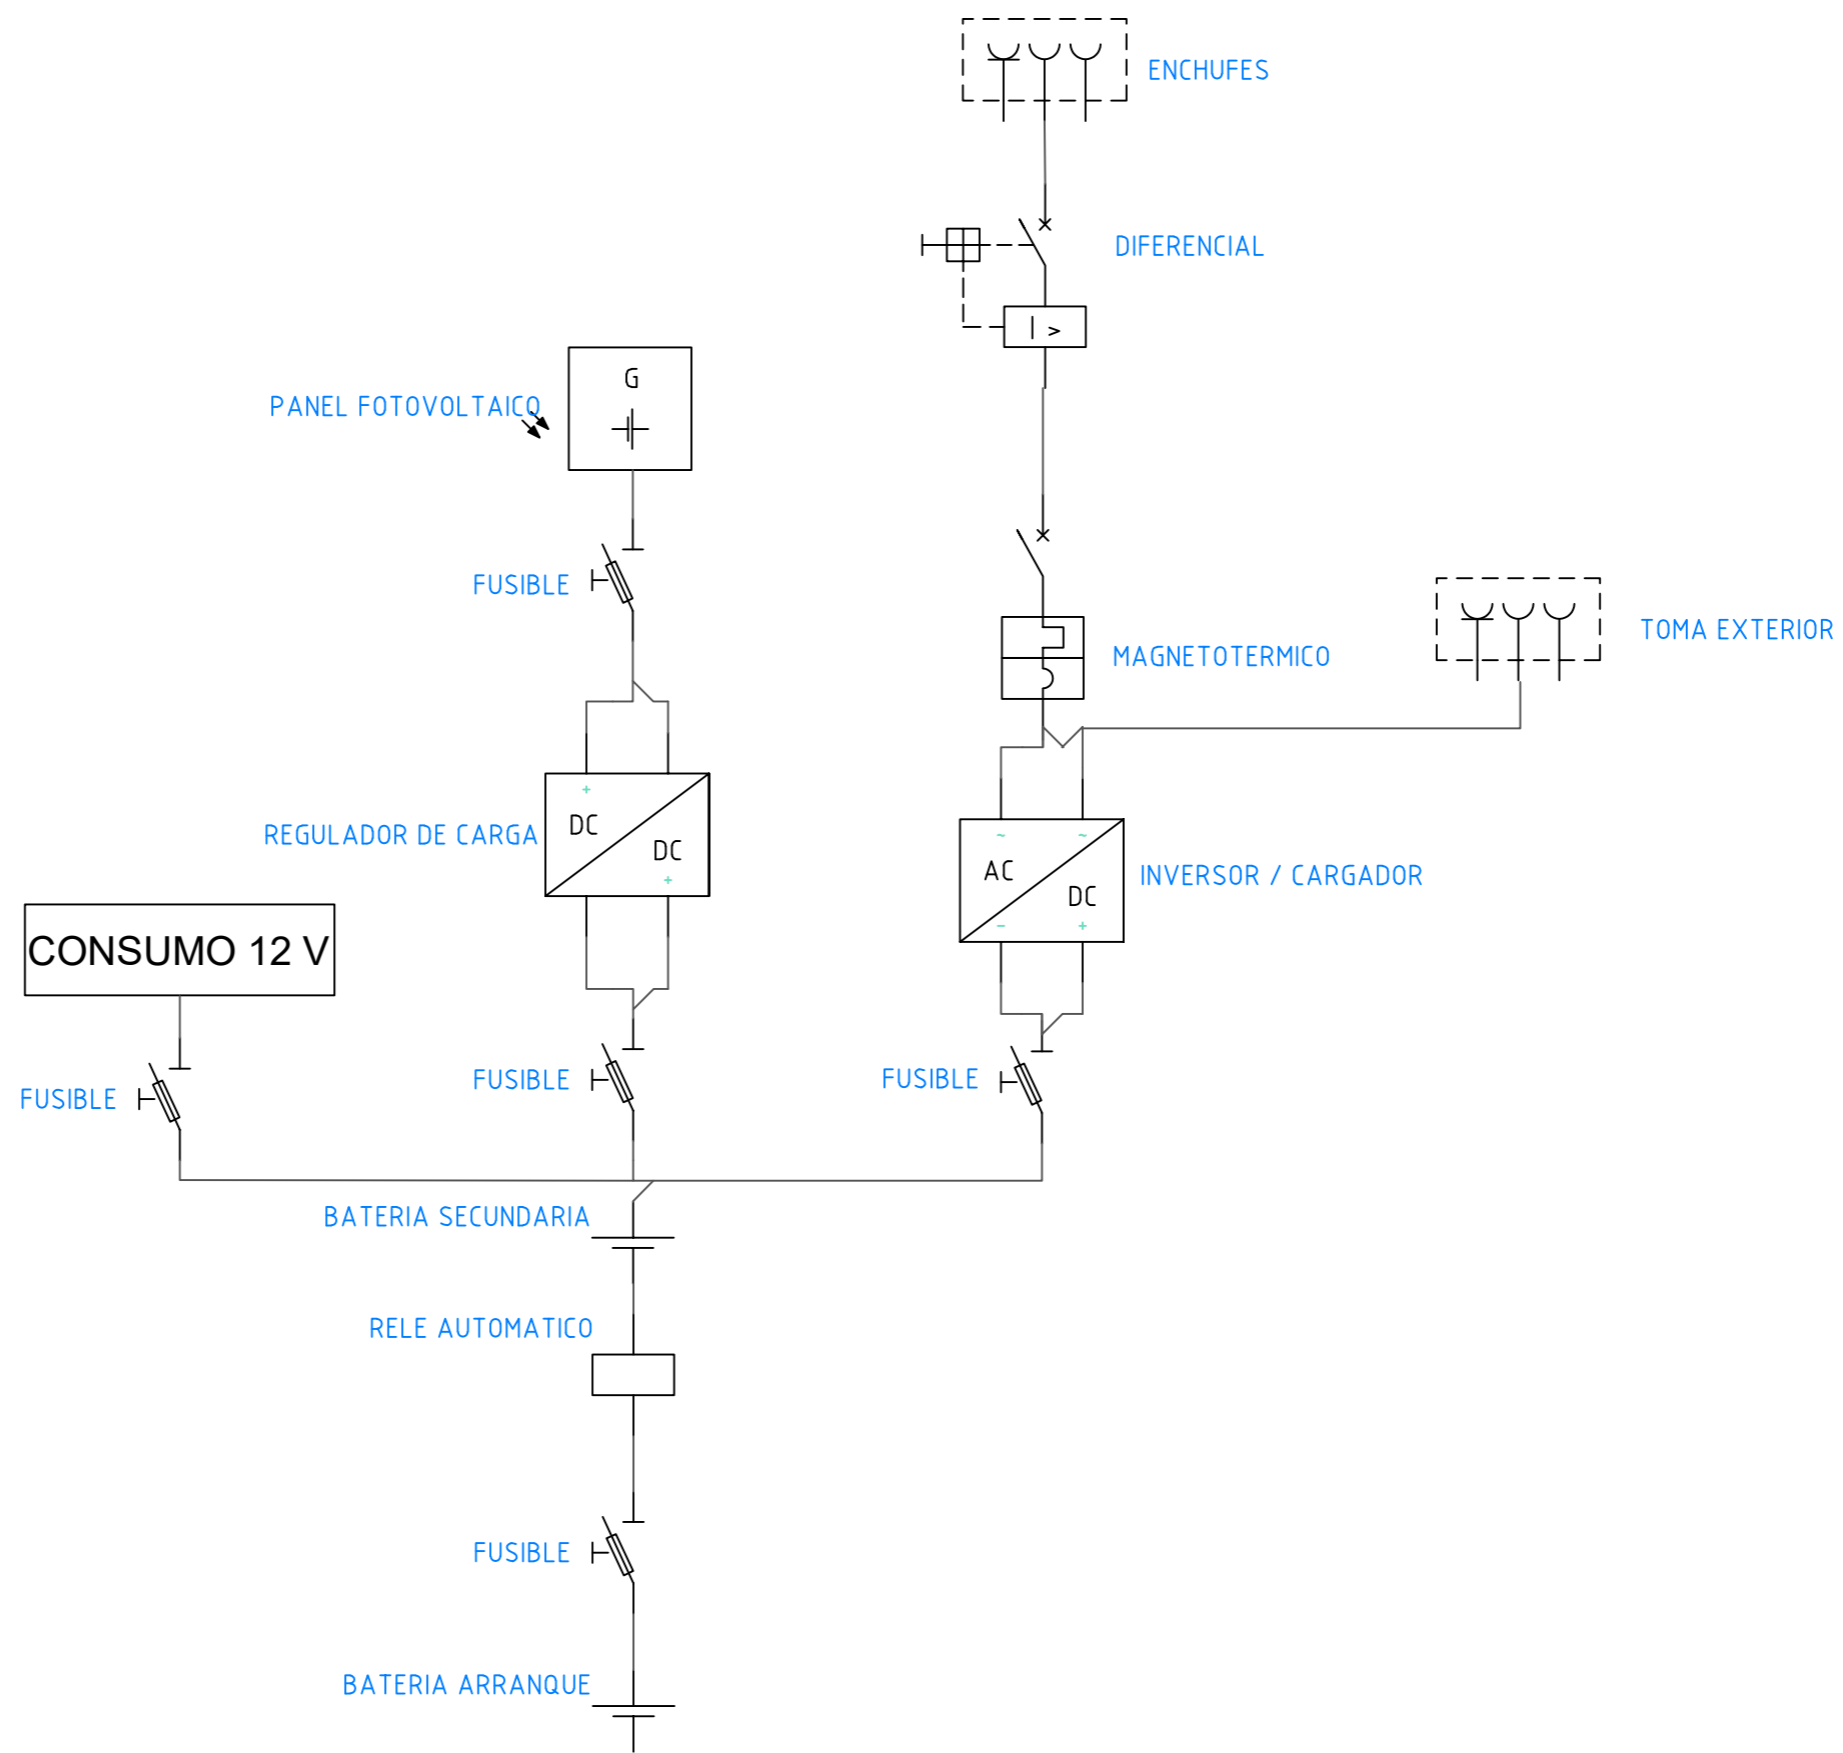 ENCHUFES
DIFERENCIAL
I >
G
PANEL FOTOVOLTAICO
FUSIBLE
TOMA EXTERIOR
MAGNETOTERMICO
+
DC
DC
+
REGULADOR DE CARGA
~ ~
AC
DC
- +
INVERSOR / CARGADOR
CONSUMO 12 V
FUSIBLE
FUSIBLE
FUSIBLE
BATERIA SECUNDARIA
RELE AUTOMATICO
FUSIBLE
BATERIA ARRANQUE